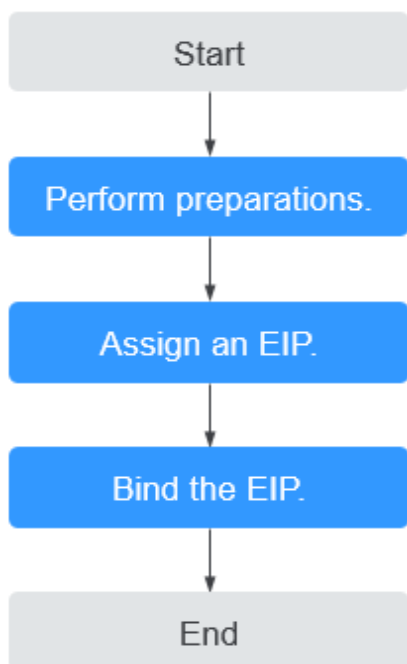 Start
Perform preparations.
Assign an EIP.
Bind the EIP.
End